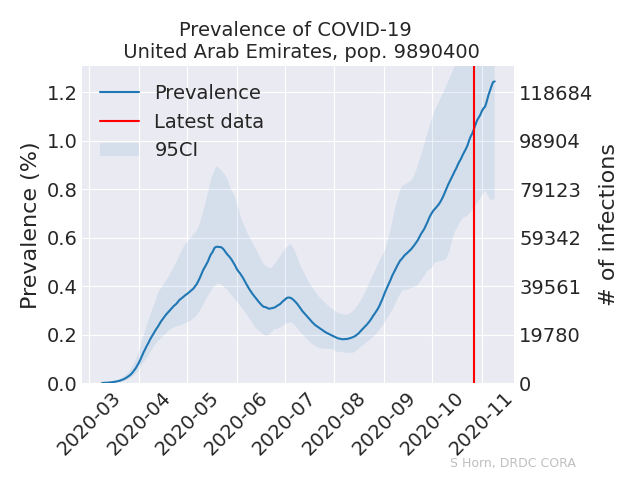 Prevalence of COVID-19
United Arab Emirates, pop. 9890400
Prevalence
Latest data
95CI
Prevalence (%)
1.2
1.0
0.8
0.6
0.4
0.2
0.0
118684
98904
79123
59342
39561
19780
0
# of infections
2020-03
2020-04
2020-05
2020-06
2020-07
2020-08
2020-09
2020-10
2020-11
S Horn, DRDC CORA